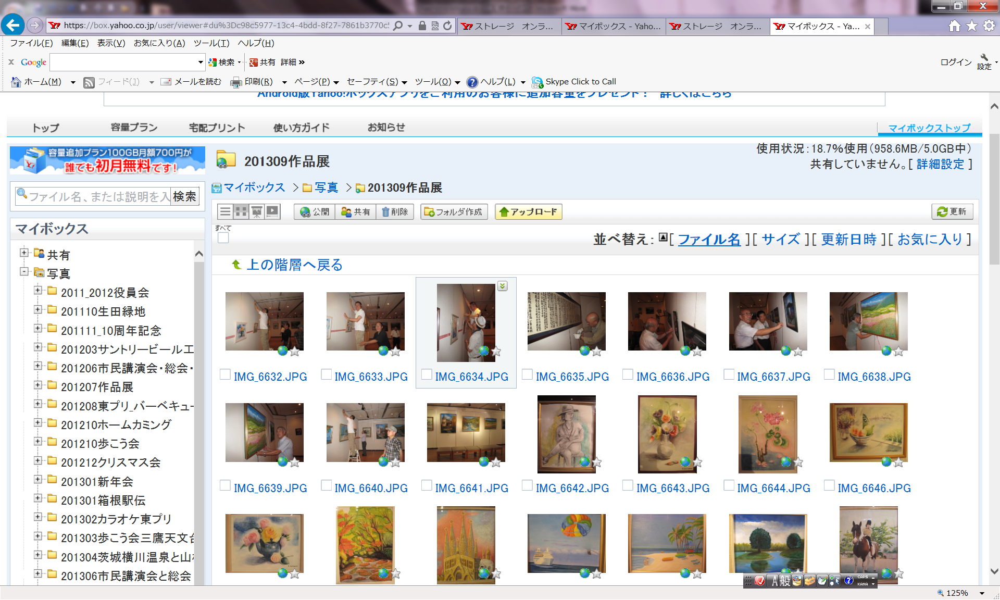 https://box.yahoo.co.jp/user/viewer#du%3Dc98c5977-13c4-4bdd-8f27-7861b3770c
ストレージ オンラ...
マイボックス - Yaho...
ストレージ オンラ...
マイボックス - Ya...
ファイル(F) 編集(E) 表示(V) お気に入り(A) ツール(T) ヘルプ(H)
x Google 検索 共有 詳細 »
ログイン 設定
ホーム(M) フィード(J) メールを読む 印刷(R) ページ(P) セーフティ(S) ツール(O) ヘルプ(L) Skype Click to Call
Android版Yahoo!ボックスアプリをご利用のお客様に追加容量をプレゼント! 詳しくはこちら
トップ 容量プラン 宅配プリント 使い方ガイド お知らせ マイボックストップ
容量追加プラン100GB月額700円が
誰でも初月無料です!
201309作品展
使用状況:18.7%使用(958.6MB/5.0GB中)
共有していません。[ 詳細設定 ]
ファイル名、または説明を入 検索
マイボックス > 写真 > 201309作品展
公開 共有 削除 フォルダ作成 アップロード 更新
すべて
並べ替え: [ ファイル名 ][ サイズ ][ 更新日時 ][ お気に入り ]
上の階層へ戻る
マイボックス
共有
写真
2011_2012役員会
201110生田緑地
201111_10周年記念
201203サントリービール工
201206市民講演会・総会・
201207作品展
201208東プリ_バーベキュー
201210ホームカミング
201210歩こう会
201212クリスマス会
201301新年会
201301箱根駅伝
201302カラオケ東プリ
201303歩こう会三鷹天文台
201304茨城横川温泉と山
201306市民講演会と総会
IMG_6632.JPG IMG_6633.JPG IMG_6634.JPG IMG_6635.JPG IMG_6636.JPG IMG_6637.JPG IMG_6638.JPG
IMG_6639.JPG IMG_6640.JPG IMG_6641.JPG IMG_6642.JPG IMG_6643.JPG IMG_6644.JPG IMG_6646.JPG
A 般 CAPS
KANA
125%